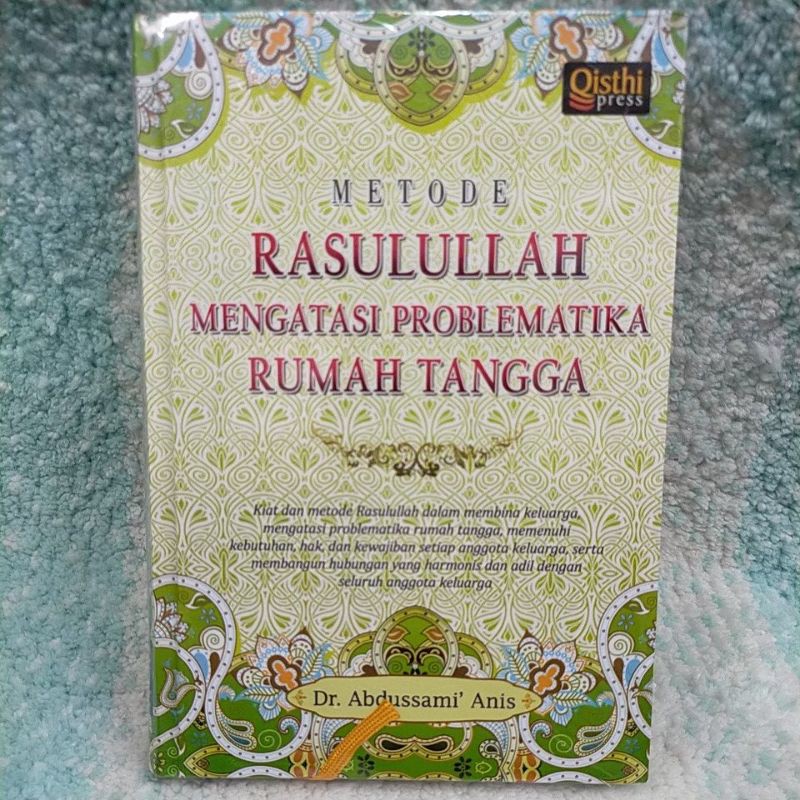 Qisthi
press
METODE
RASULULLAH
MENGATASI PROBLEMATIKA
RUMAH TANGGA
Kiat dan metode Rasulullah dalam membina keluarga,
mengatasi problematika rumah tangga, memenuhi
kebutuhan, hak, dan kewajiban setiap anggota keluarga, serta
membangun hubungan yang harmonis dan adil dengan
seluruh anggota keluarga
Dr. Abdussami' Anis